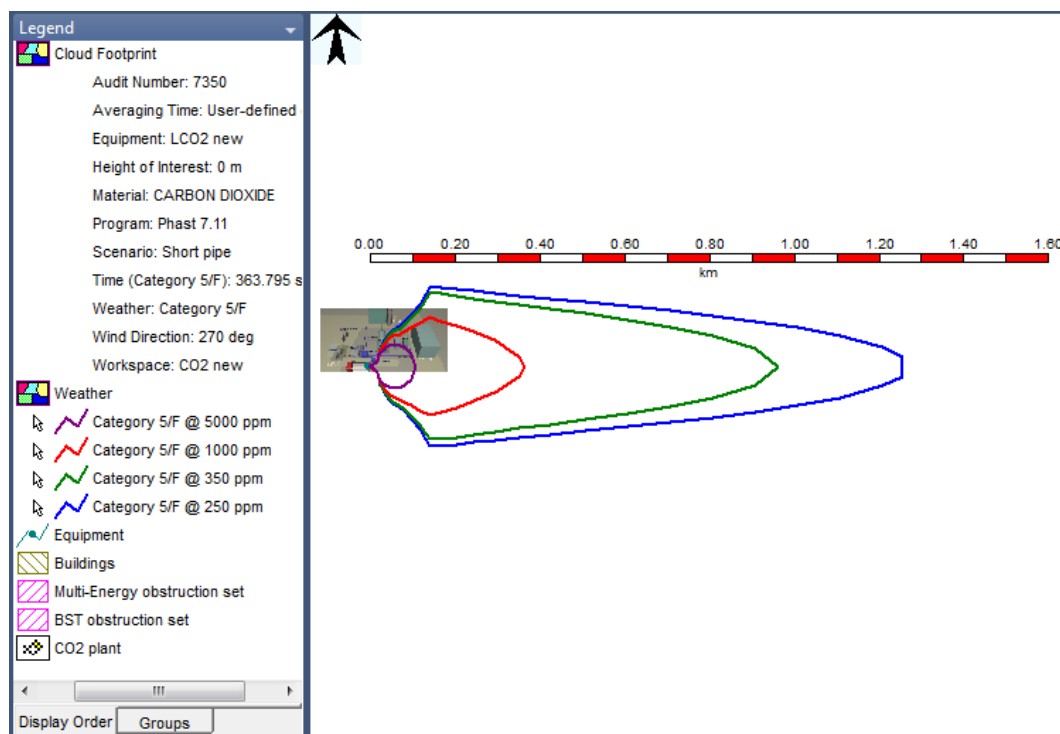 Legend
Cloud Footprint
Audit Number: 7350
Averaging Time: User-defined
Equipment: LCO2 new
Height of Interest: 0 m
Material: CARBON DIOXIDE
Program: Phast 7.11
Scenario: Short pipe
Time (Category 5/F): 363.795 s
Weather: Category 5/F
Wind Direction: 270 deg
Workspace: CO2 new
Weather
Category 5/F @ 5000 ppm
Category 5/F @ 1000 ppm
Category 5/F @ 350 ppm
Category 5/F @ 250 ppm
Equipment
Buildings
Multi-Energy obstruction set
BST obstruction set
CO2 plant
Display Order Groups
0.00 0.20 0.40 0.60 0.80 1.00 1.20 1.40 1.60
km